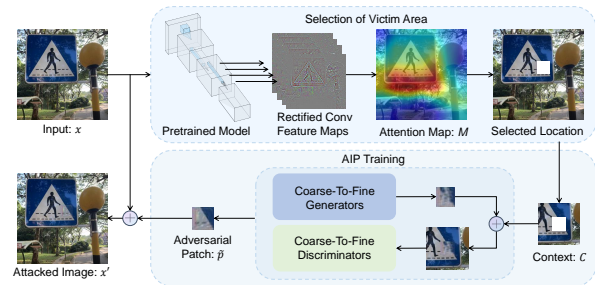 Selection of Victim Area
Input: x
Pretrained Model
Rectified Conv
Feature Maps
Attention Map: M
Selected Location
AIP Training
Coarse-To-Fine
Generators
Coarse-To-Fine
Discriminators
Adversarial
Patch: p̃
Attacked Image: x′
Context: C